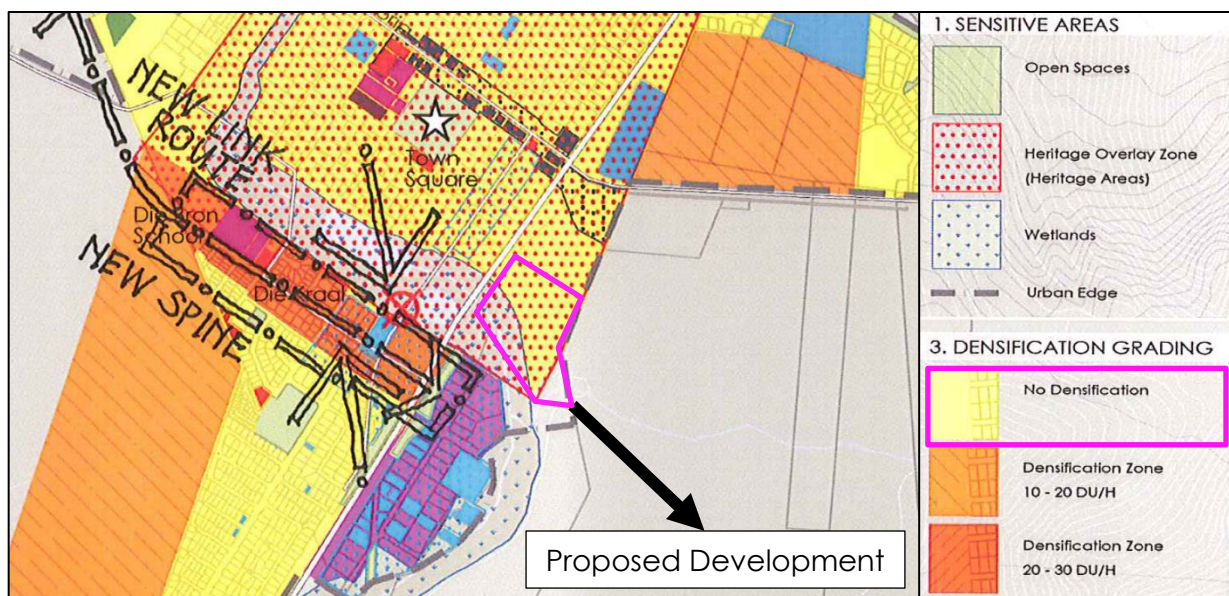 NEW LINK
ROUTE
Town
Square
Die Bron
School
Die Kraal
NEW SPINE
Proposed Development
1. SENSITIVE AREAS
Open Spaces
Heritage Overlay Zone
(Heritage Areas)
Wetlands
Urban Edge
3. DENSIFICATION GRADING
No Densification
Densification Zone
10 - 20 DU/H
Densification Zone
20 - 30 DU/H